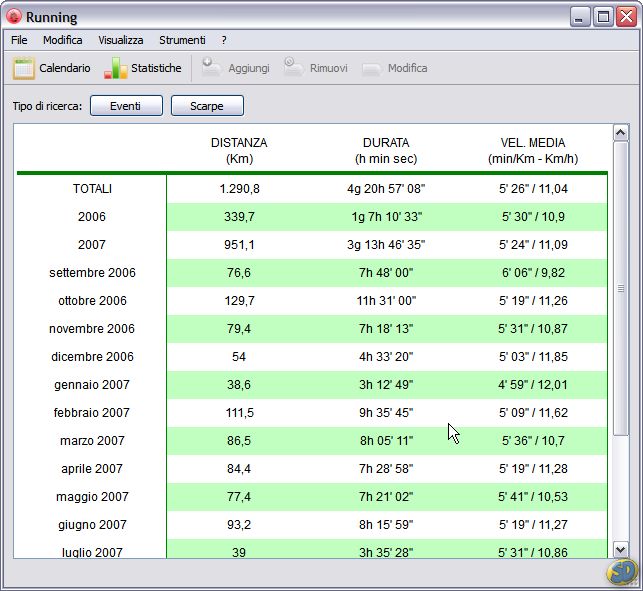 Running
File Modifica Visualizza Strumenti ?
Calendario Statistiche Aggiungi Rimuovi Modifica
Tipo di ricerca: Eventi Scarpe
DISTANZA DURATA VEL. MEDIA
(Km) (h min sec) (min/Km - Km/h)
TOTALI 1.290,8 4g 20h 57' 08" 5' 26" / 11,04
2006 339,7 1g 7h 10' 33" 5' 30" / 10,9
2007 951,1 3g 13h 46' 35" 5' 24" / 11,09
settembre 2006 76,6 7h 48' 00" 6' 06" / 9,82
ottobre 2006 129,7 11h 31' 00" 5' 19" / 11,26
novembre 2006 79,4 7h 18' 13" 5' 31" / 10,87
dicembre 2006 54 4h 33' 20" 5' 03" / 11,85
gennaio 2007 38,6 3h 12' 49" 4' 59" / 12,01
febbraio 2007 111,5 9h 35' 45" 5' 09" / 11,62
marzo 2007 86,5 8h 05' 11" 5' 36" / 10,7
aprile 2007 84,4 7h 28' 58" 5' 19" / 11,28
maggio 2007 77,4 7h 21' 02" 5' 41" / 10,53
giugno 2007 93,2 8h 15' 59" 5' 19" / 11,27
luglio 2007 39 3h 35' 28" 5' 31" / 10,86
SD